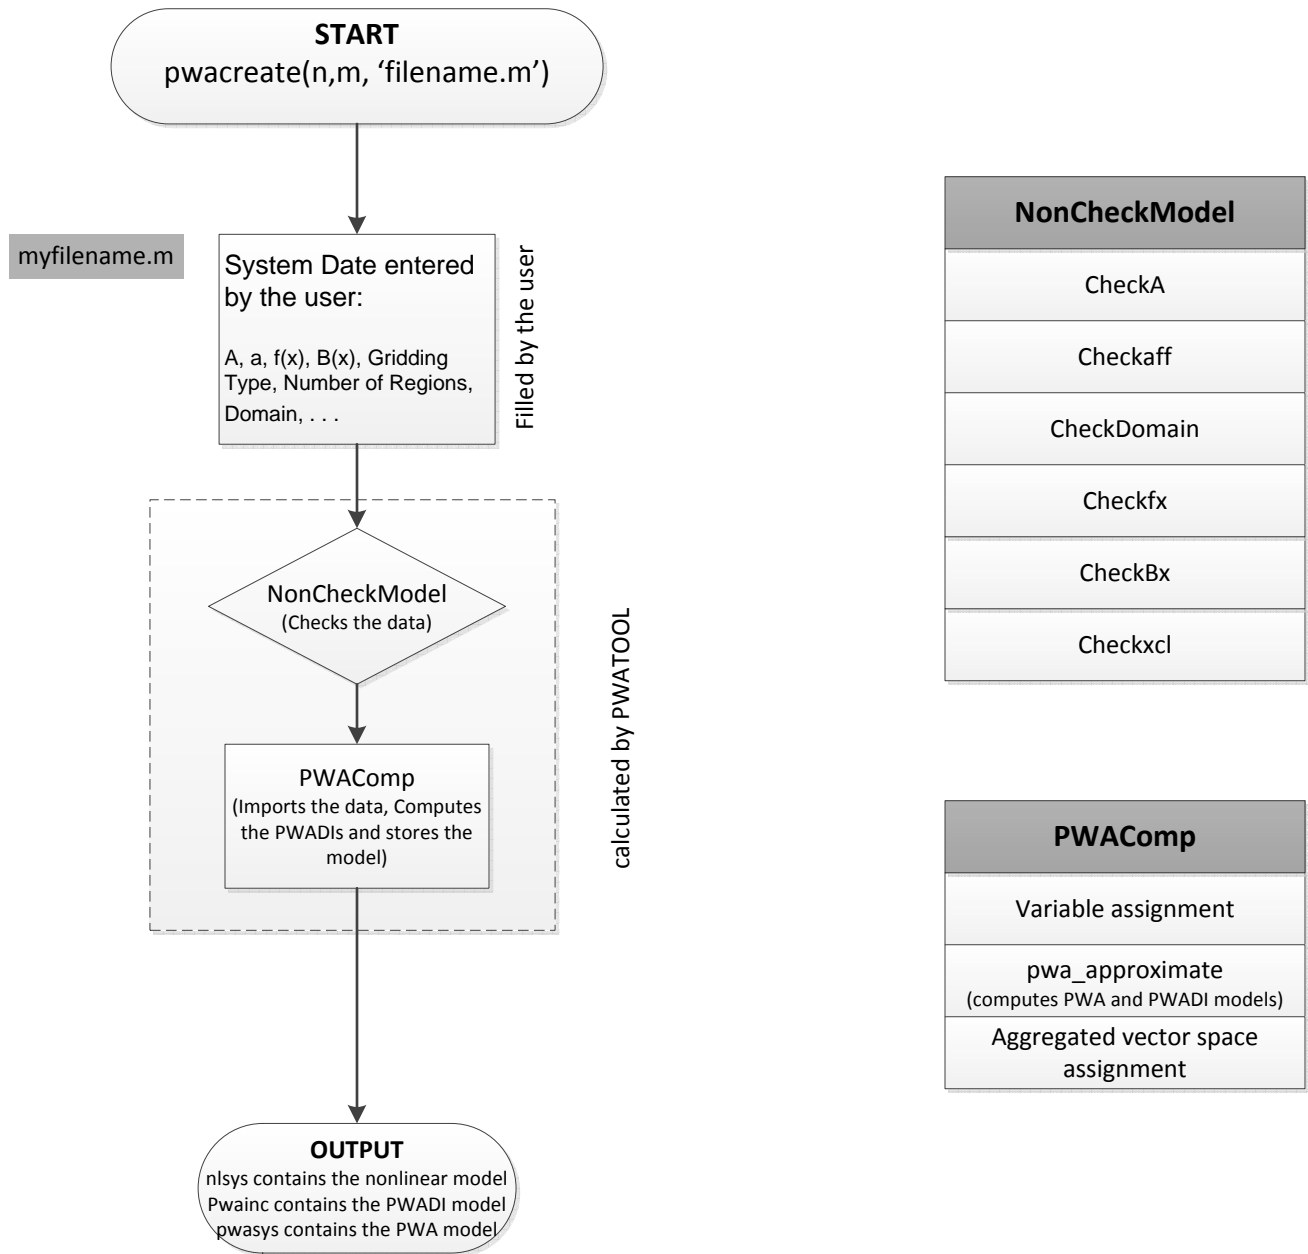 START
pwacreate(n,m, ‘filename.m’)
myfilename.m
System Date entered
by the user:
A, a, f(x), B(x), Gridding
Type, Number of Regions,
Domain, . . .
Filled by the user
NonCheckModel
(Checks the data)
PWAComp
(Imports the data, Computes
the PWADIs and stores the
model)
calculated by PWATOOL
OUTPUT
nlsys contains the nonlinear model
Pwainc contains the PWADI model
pwasys contains the PWA model
NonCheckModel
CheckA
Checkaff
CheckDomain
Checkfx
CheckBx
Checkxcl
PWAComp
Variable assignment
pwa_approximate
(computes PWA and PWADI models)
Aggregated vector space
assignment